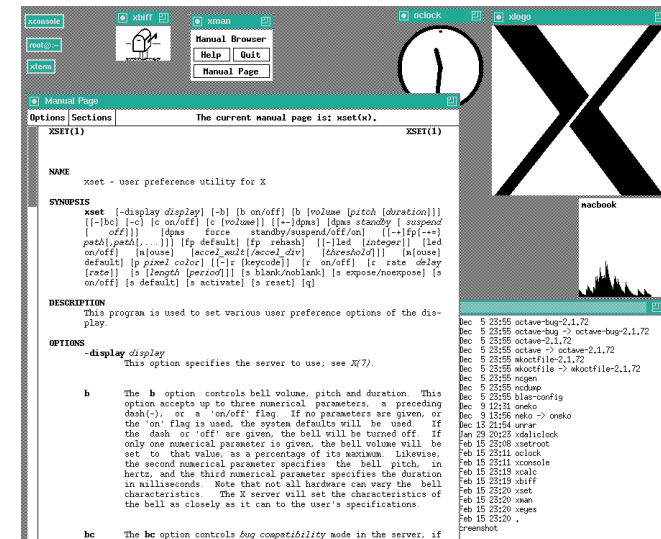 xconsole
xbiff
xman
oclock
xlogo
root@:~
xterm
Manual Browser
Help Quit
Manual Page
Manual Page
Options Sections The current manual page is: xset(x).
XSET(1) XSET(1)
NAME
xset - user preference utility for X
SYNOPSIS
xset [-display display] [-b] [b on/off] [b [volume [pitch [duration]]]
[[-]bc] [-c] [c on/off] [c [volume]] [[+-]dpms] [dpms standby [ suspend
[ off]]] [dpms force standby/suspend/off/on] [[-+]fp[-+=]
path[,path[,...]]] [fp default] [fp rehash] [[-]led [integer]] [led
on/off] [m[ouse] [accel_mult[/accel_div] [threshold]]] [m[ouse]
default] [p pixel color] [[-]r [keycode]] [r on/off] [r rate delay
[rate]] [s [length [period]]] [s blank/noblank] [s expose/noexpose] [s
on/off] [s default] [s activate] [s reset] [q]
DESCRIPTION
This program is used to set various user preference options of the dis-
play.
OPTIONS
-display display
This option specifies the server to use; see X(7).
b The b option controls bell volume, pitch and duration. This
option accepts up to three numerical parameters, a preceding
dash(-), or a 'on/off' flag. If no parameters are given, or
the 'on' flag is used, the system defaults will be used. If
the dash or 'off' are given, the bell will be turned off. If
only one numerical parameter is given, the bell volume will be
set to that value, as a percentage of its maximum. Likewise,
the second numerical parameter specifies the bell pitch, in
hertz, and the third numerical parameter specifies the duration
in milliseconds. Note that not all hardware can vary the bell
characteristics. The X server will set the characteristics of
the bell as closely as it can to the user's specifications.
bc The bc option controls bug compatibility mode in the server, if
macbook
Dec 5 23:55 octave-bug-2.1.72
Dec 5 23:55 octave-bug -> octave-bug-2.1.72
Dec 5 23:55 octave-2.1.72
Dec 5 23:55 octave -> octave-2.1.72
Dec 5 23:55 mkoctfile-2.1.72
Dec 5 23:55 mkoctfile -> mkoctfile-2.1.72
Dec 5 23:55 ncgen
Dec 5 23:55 ncdump
Dec 5 23:55 blas-config
Dec 9 12:31 oneko
Dec 9 13:56 neko -> oneko
Dec 13 21:54 unrar
Jan 29 20:23 xdaliclock
Feb 15 23:08 xsetroot
Feb 15 23:11 oclock
Feb 15 23:11 xconsole
Feb 15 23:19 xcalc
Feb 15 23:19 xbiff
Feb 15 23:20 xset
Feb 15 23:20 xman
Feb 15 23:20 xeyes
Feb 15 23:20 .
creenshot